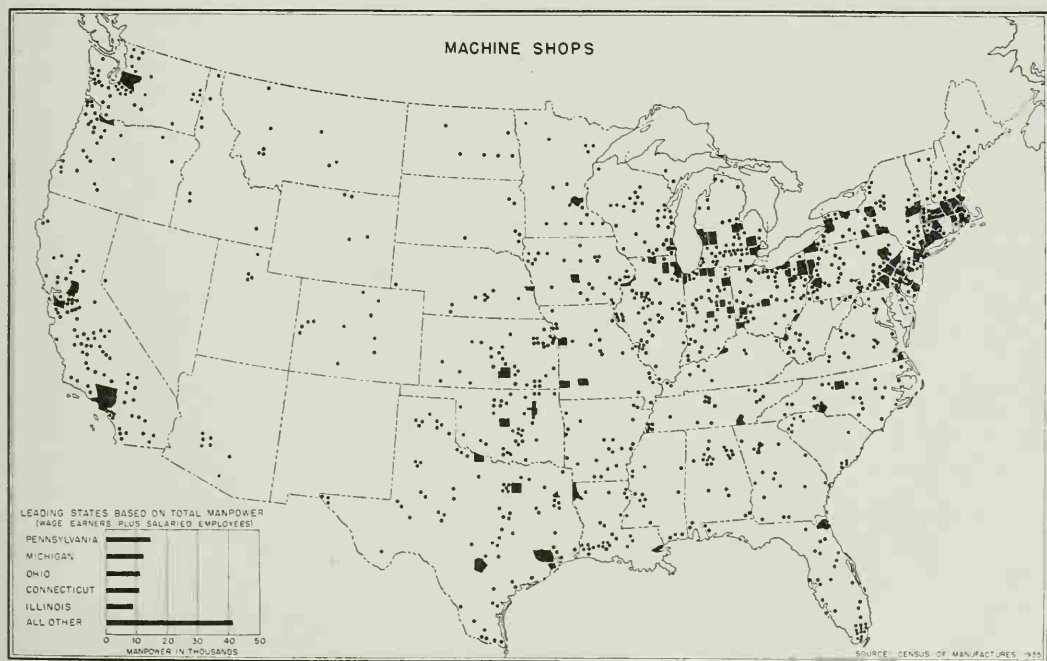 MACHINE SHOPS
LEADING STATES BASED ON TOTAL MANPOWER
(WAGE EARNERS PLUS SALARIED EMPLOYEES)
PENNSYLVANIA
MICHIGAN
OHIO
CONNECTICUT
ILLINOIS
ALL OTHER
0 10 20 30 40 50
MANPOWER IN THOUSANDS
SOURCE: CENSUS OF MANUFACTURES, 1935